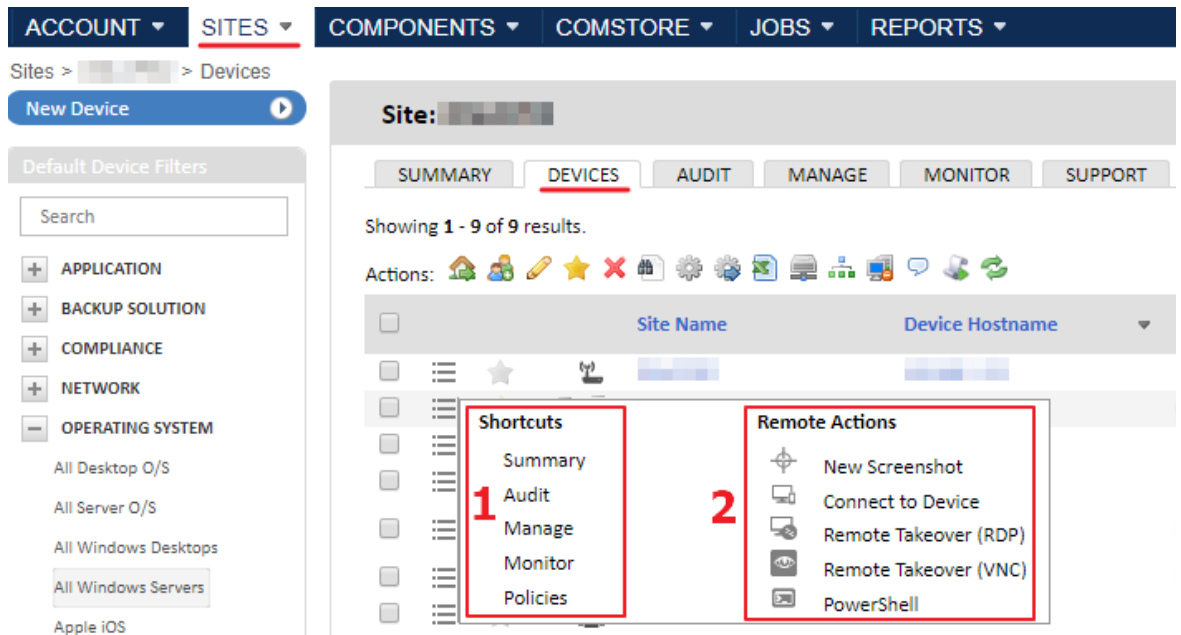 ACCOUNT SITES COMPONENTS COMSTORE JOBS REPORTS
Sites > > Devices
New Device
Default Device Filters
Search
APPLICATION
BACKUP SOLUTION
COMPLIANCE
NETWORK
OPERATING SYSTEM
All Desktop O/S
All Server O/S
All Windows Desktops
All Windows Servers
Apple iOS
Site:
SUMMARY DEVICES AUDIT MANAGE MONITOR SUPPORT
Showing 1 - 9 of 9 results.
Actions:
Site Name Device Hostname
1
Shortcuts
Summary
Audit
Manage
Monitor
Policies
2
Remote Actions
New Screenshot
Connect to Device
Remote Takeover (RDP)
Remote Takeover (VNC)
PowerShell